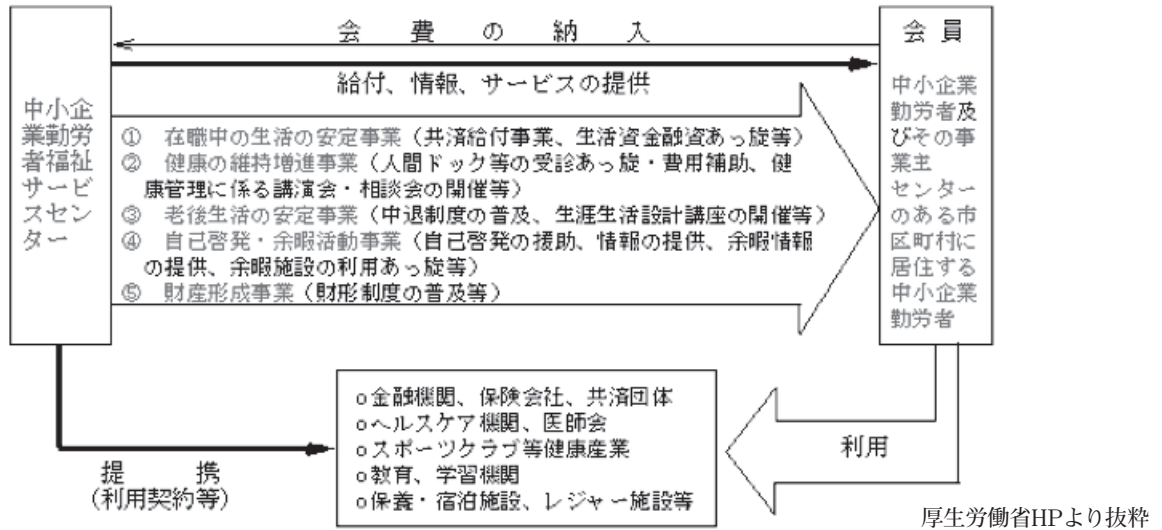 中小企
業勤労
者福祉
サービ
スセン
ター
会費の納入
給付、情報、サービスの提供
① 在職中の生活の安定事業（共済給付事業、生活資金融資あっ旋等）
② 健康の維持増進事業（人間ドック等の受診あっ旋・費用補助、健
康管理に係る講演会・相談会の開催等）
③ 老後生活の安定事業（中退制度の普及、生涯生活設計講座の開催等）
④ 自己啓発・余暇活動事業（自己啓発の援助、情報の提供、余暇情報
の提供、余暇施設の利用あっ旋等）
⑤ 財産形成事業（財形制度の普及等）
会員
中小企業
勤労者及
びその事
業主
センター
のある市
区町村に
居住する
中小企業
勤労者
提携
（利用契約等）
o金融機関、保険会社、共済団体
oヘルスケア機関、医師会
oスポーツクラブ等健康産業
o教育、学習機関
o保養・宿泊施設、レジャー施設等
利用
厚生労働省HPより抜粋